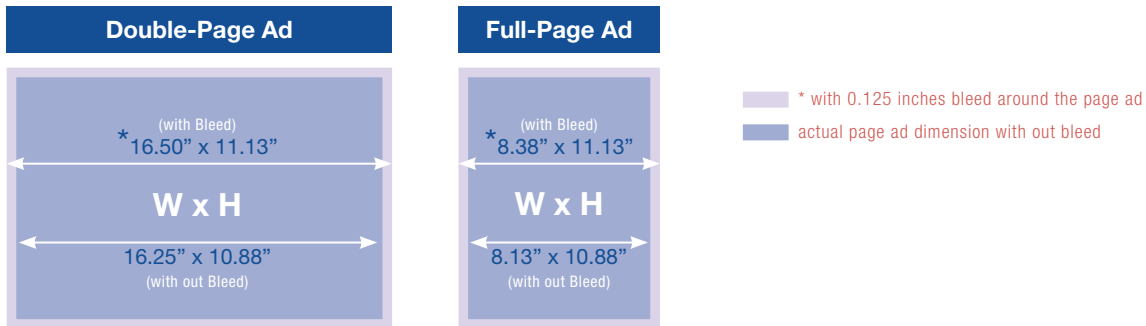 Double-Page Ad
(with Bleed)
*16.50” x 11.13”
W x H
16.25” x 10.88”
(with out Bleed)
Full-Page Ad
(with Bleed)
*8.38” x 11.13”
W x H
8.13” x 10.88”
(with out Bleed)
* with 0.125 inches bleed around the page ad
actual page ad dimension with out bleed